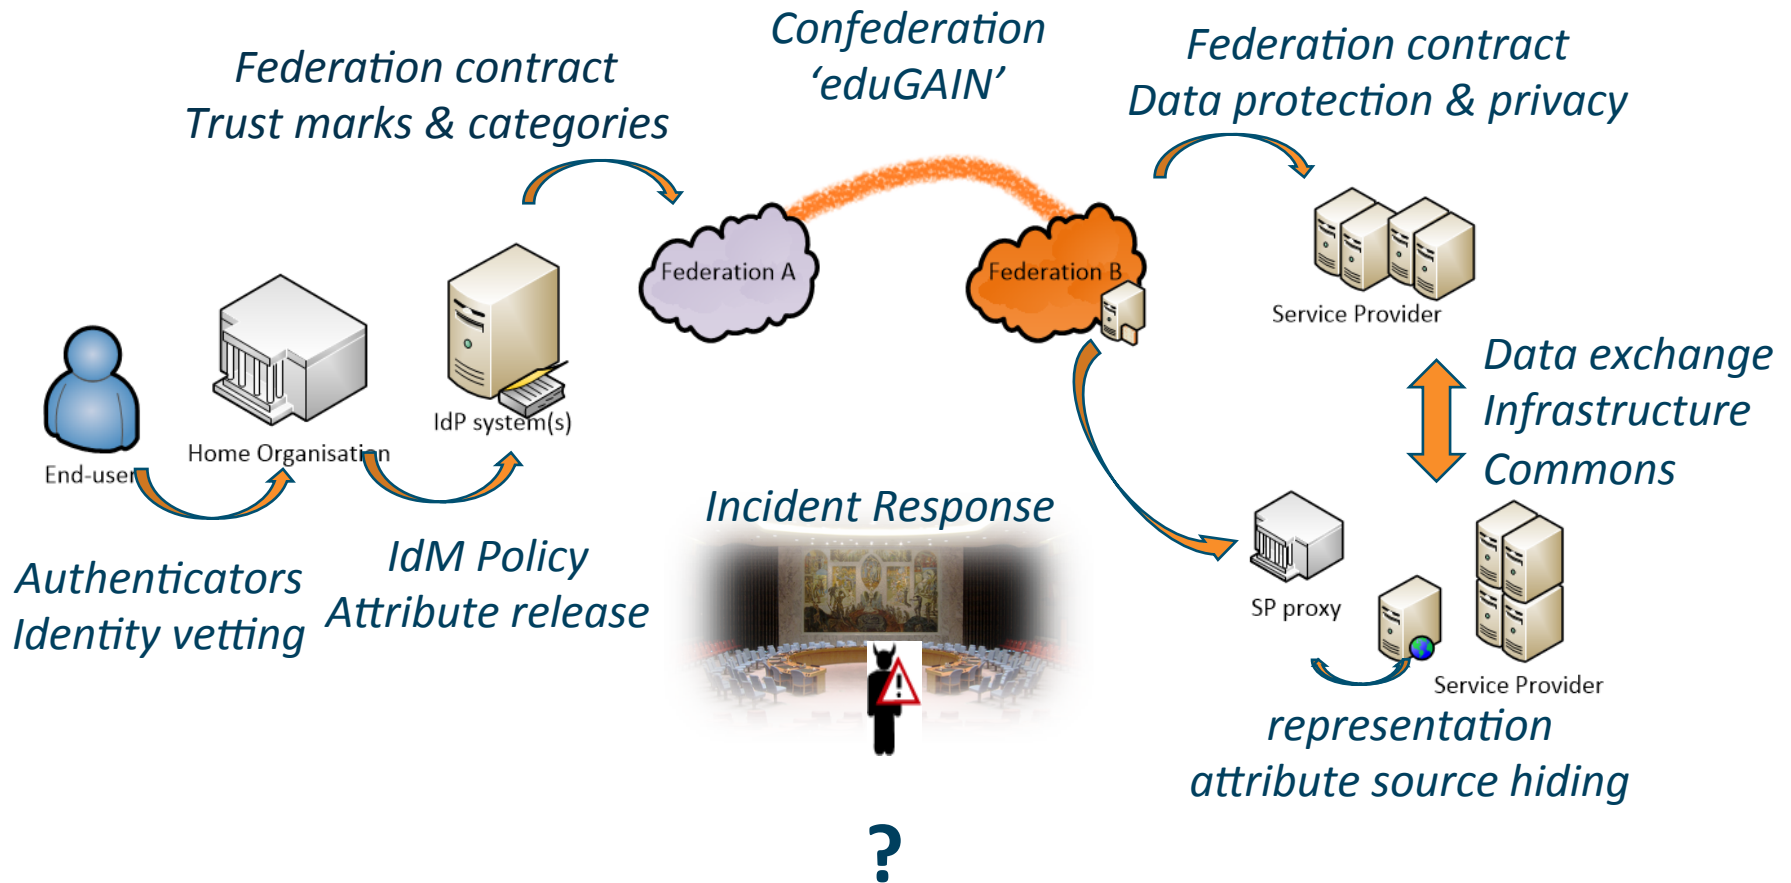 Confederation
‘eduGAIN’
Federation contract
Trust marks & categories
Federation contract
Data protection & privacy
Federation A
Federation B
Service Provider
End-user
Home Organisation
IdP system(s)
Data exchange
Infrastructure
Commons
Authenticators
Identity vetting
IdM Policy
Attribute release
Incident Response
SP proxy
Service Provider
representation
attribute source hiding
?